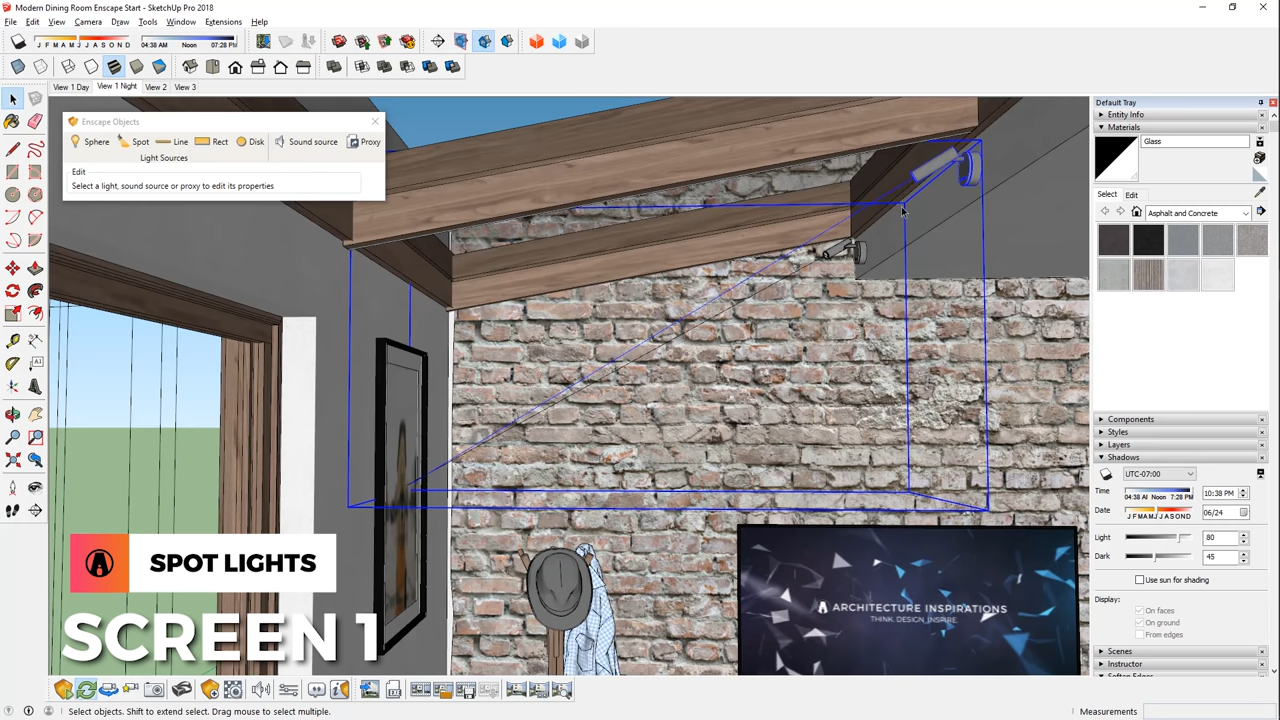 Modern Dining Room Enscape Start - SketchUp Pro 2018
File Edit View Camera Draw Tools Window Extensions Help
J F M A M J J A S O N D 04:38 AM Noon 07:28 PM
View 1 Day View 1 Night View 2 View 3
Enscape Objects
Sphere Spot Line Rect Disk Sound source Proxy
Light Sources
Edit
Select a light, sound source or proxy to edit its properties
Default Tray
Entity Info
Materials
Glass
Select Edit
Asphalt and Concrete
Components
Styles
Layers
Shadows
UTC-07:00
Time 04:38 AI Noon 7:28 PM 10:38 PM
Date J F M A M J J A S O N D 06/24
Light 80
Dark 45
Use sun for shading
Display:
On faces
On ground
From edges
Scenes
Instructor
Soften Edges
SPOT LIGHTS
SCREEN 1
ARCHITECTURE INSPIRATIONS
THINK. DESIGN. INSPIRE.
Select objects. Shift to extend select. Drag mouse to select multiple.
Measurements